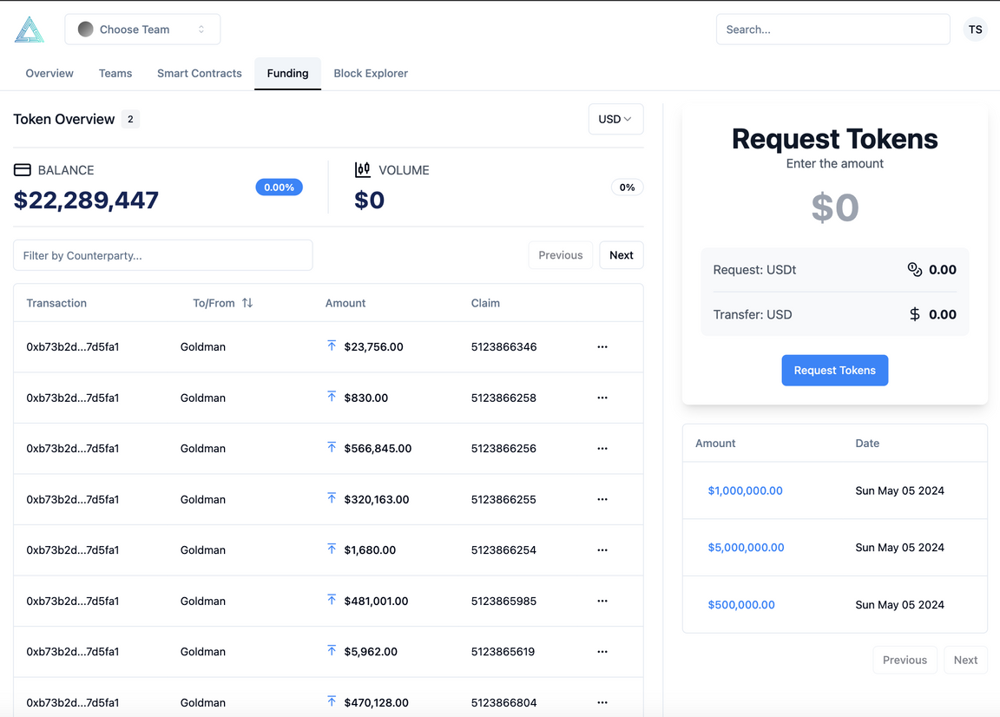 Choose Team
Search...
TS
Overview Teams Smart Contracts Funding Block Explorer
Token Overview 2
USD
BALANCE
$22,289,447
0.00%
VOLUME
$0
0%
Filter by Counterparty...
Previous Next
Transaction To/From Amount Claim
0xb73b2d...7d5fa1 Goldman $23,756.00 5123866346 ...
0xb73b2d...7d5fa1 Goldman $830.00 5123866258 ...
0xb73b2d...7d5fa1 Goldman $566,845.00 5123866256 ...
0xb73b2d...7d5fa1 Goldman $320,163.00 5123866255 ...
0xb73b2d...7d5fa1 Goldman $1,680.00 5123866254 ...
0xb73b2d...7d5fa1 Goldman $481,001.00 5123865985 ...
0xb73b2d...7d5fa1 Goldman $5,962.00 5123865619 ...
0xb73b2d...7d5fa1 Goldman $470,128.00 5123866804 ...
Request Tokens
Enter the amount
$0
Request: USDt 0.00
Transfer: USD $ 0.00
Request Tokens
Amount Date
$1,000,000.00 Sun May 05 2024
$5,000,000.00 Sun May 05 2024
$500,000.00 Sun May 05 2024
Previous Next